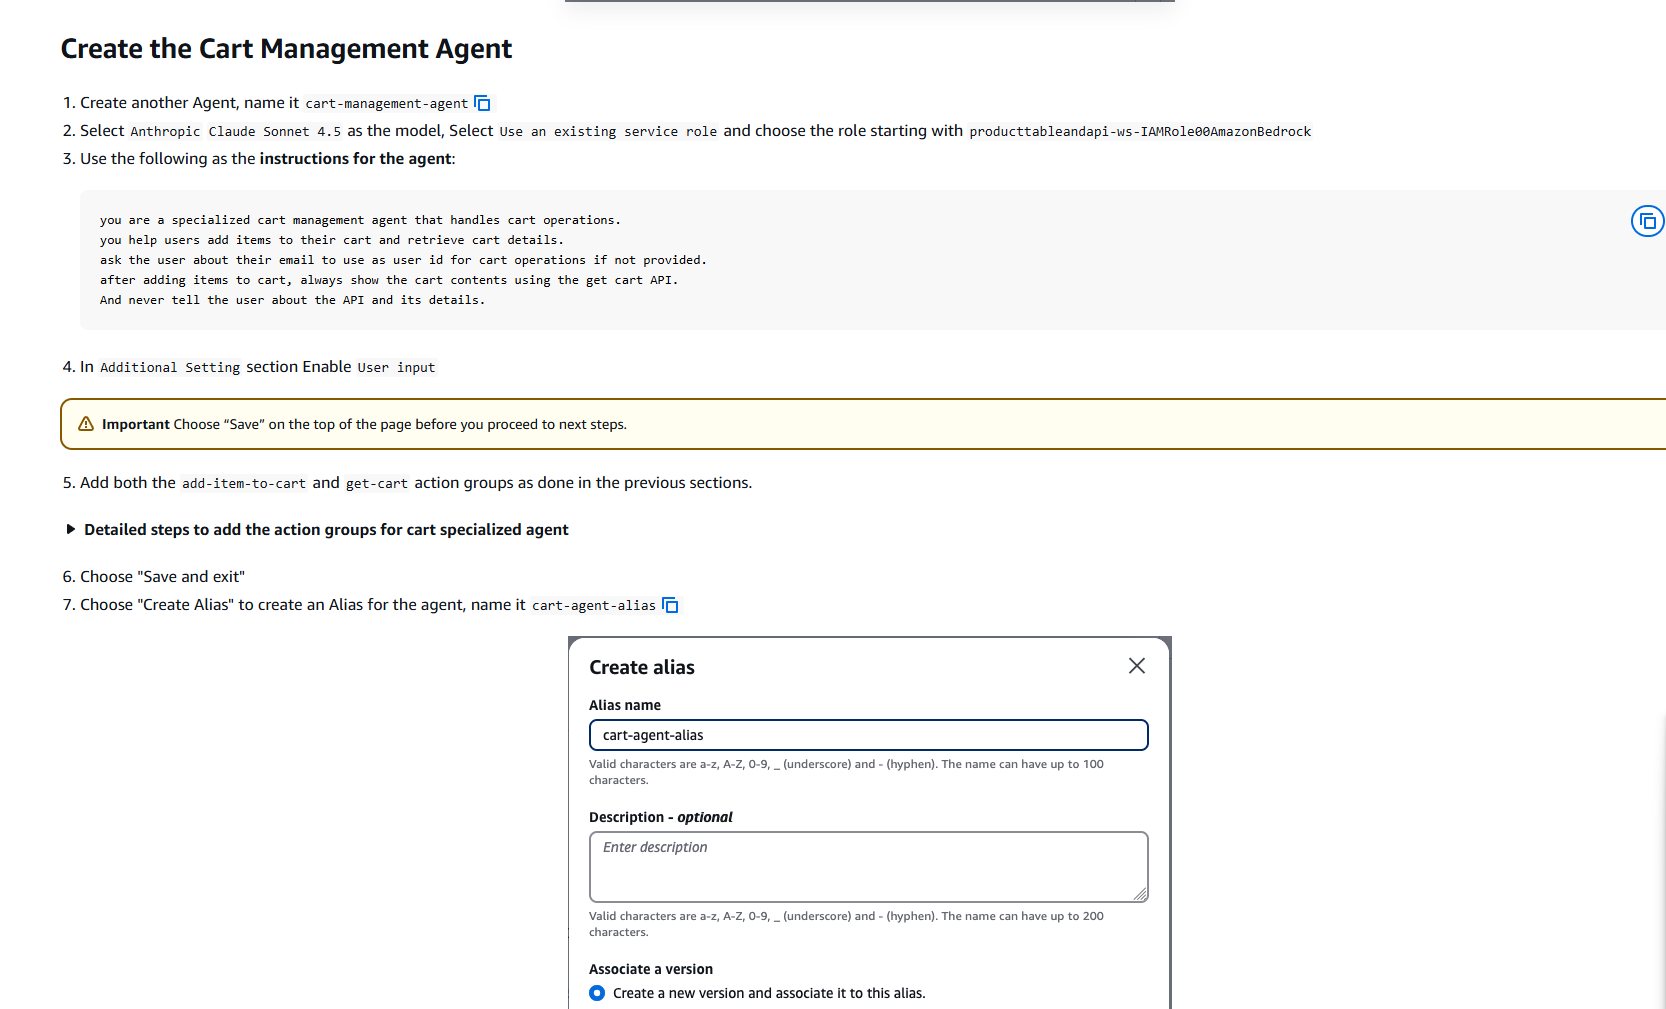 Create the Cart Management Agent
1. Create another Agent, name it cart-management-agent
2. Select Anthropic Claude Sonnet 4.5 as the model, Select Use an existing service role and choose the role starting with producttableandapi-ws-IAMRole00AmazonBedrock
3. Use the following as the instructions for the agent:
you are a specialized cart management agent that handles cart operations.
you help users add items to their cart and retrieve cart details.
ask the user about their email to use as user id for cart operations if not provided.
after adding items to cart, always show the cart contents using the get cart API.
And never tell the user about the API and its details.
4. In Additional Setting section Enable User input
Important Choose “Save” on the top of the page before you proceed to next steps.
5. Add both the add-item-to-cart and get-cart action groups as done in the previous sections.
Detailed steps to add the action groups for cart specialized agent
6. Choose "Save and exit"
7. Choose "Create Alias" to create an Alias for the agent, name it cart-agent-alias
Create alias
Alias name
cart-agent-alias
Valid characters are a-z, A-Z, 0-9, _ (underscore) and - (hyphen). The name can have up to 100
characters.
Description - optional
Enter description
Valid characters are a-z, A-Z, 0-9, _ (underscore) and - (hyphen). The name can have up to 200
characters.
Associate a version
Create a new version and associate it to this alias.